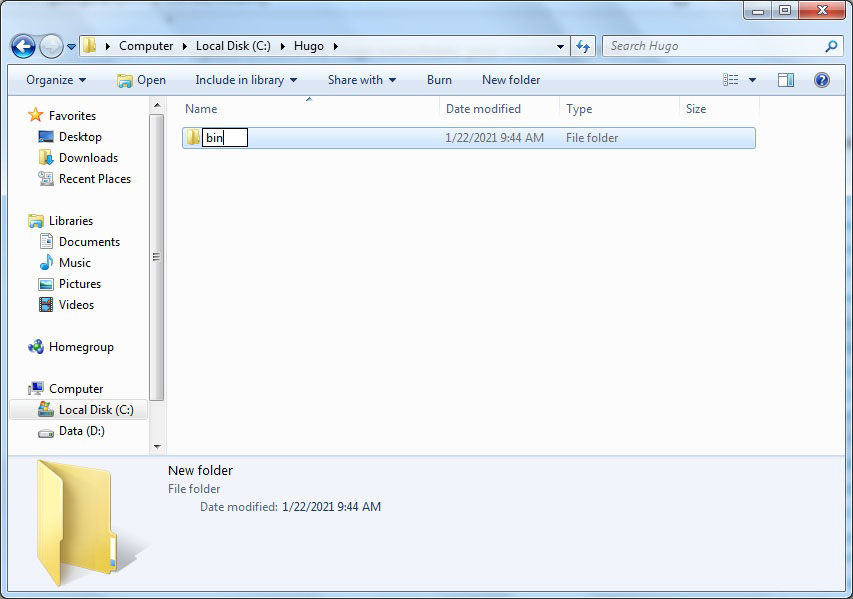 Computer Local Disk (C:) Hugo
Search Hugo
Organize Open Include in library Share with Burn New folder
Name Date modified Type Size
bin 1/22/2021 9:44 AM File folder
Favorites
Desktop
Downloads
Recent Places
Libraries
Documents
Music
Pictures
Videos
Homegroup
Computer
Local Disk (C:)
Data (D:)
New folder
File folder
Date modified: 1/22/2021 9:44 AM